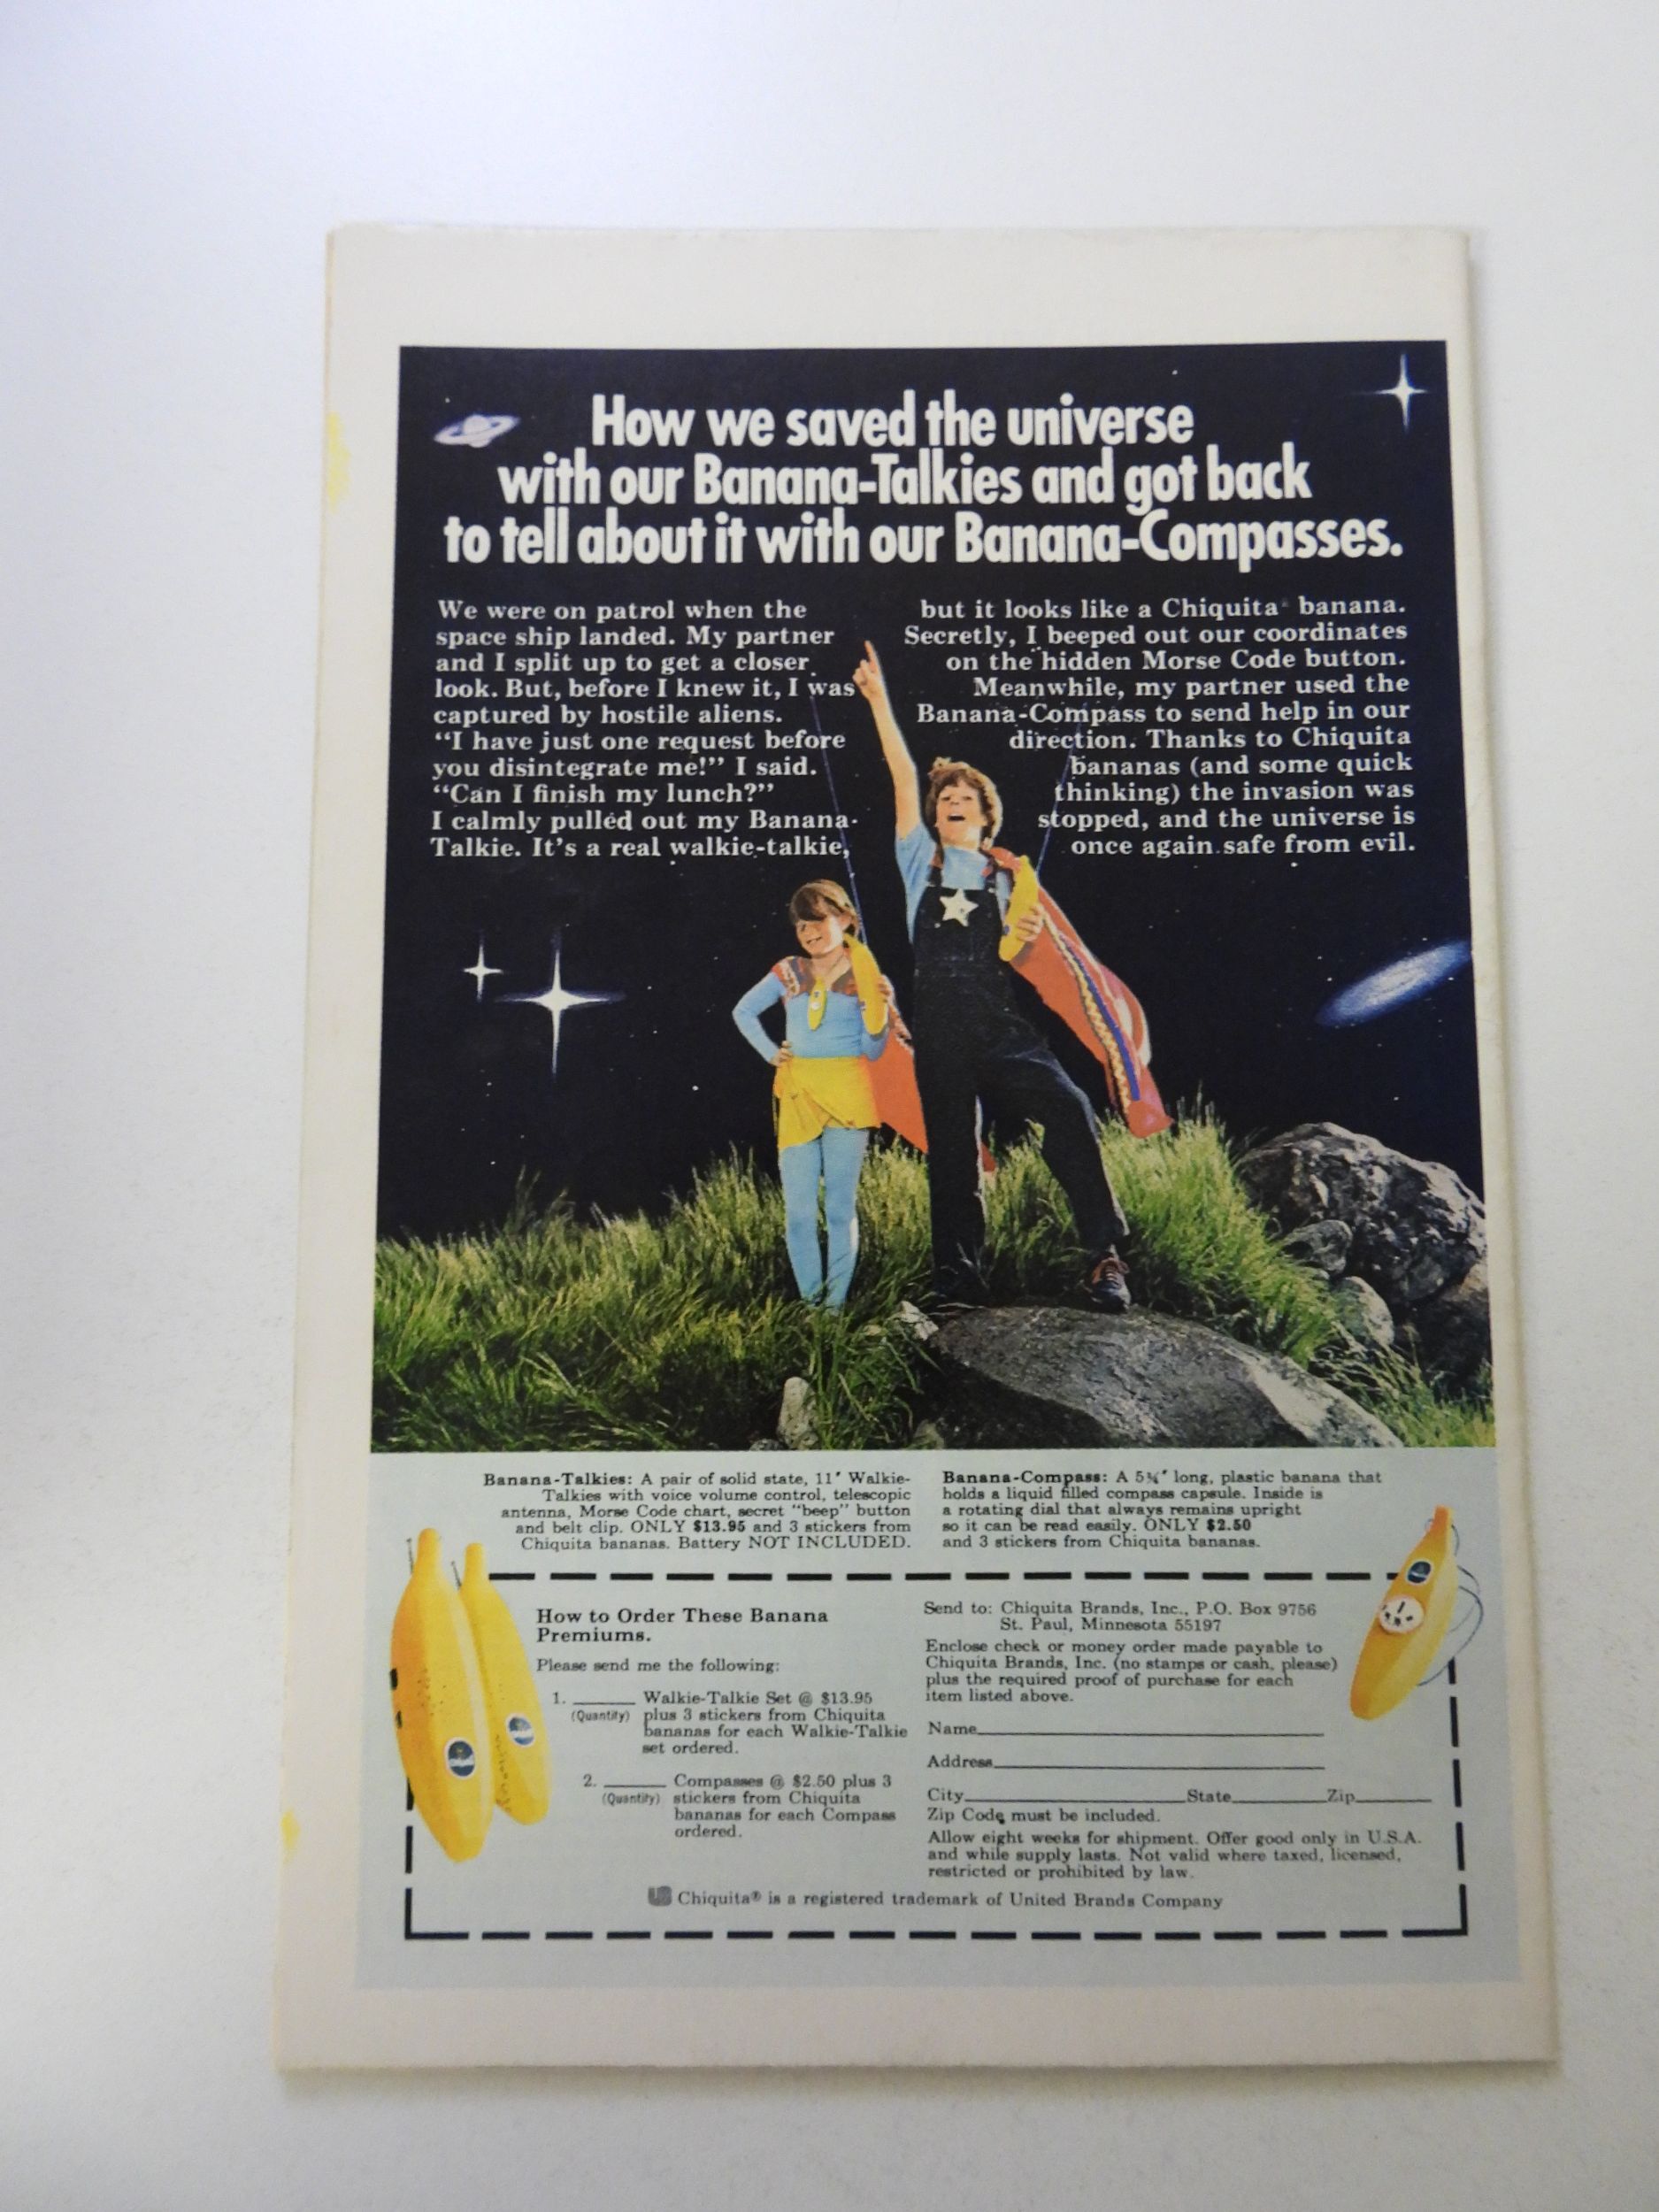 How we saved the universe
with our Banana-Talkies and got back
to tell about it with our Banana-Compasses.
We were on patrol when the
space ship landed. My partner
and I split up to get a closer
look. But, before I knew it, I was
captured by hostile aliens.
“I have just one request before
you disintegrate me!” I said.
“Can I finish my lunch?”
I calmly pulled out my Banana-
Talkie. It’s a real walkie-talkie,
but it looks like a Chiquita® banana.
Secretly, I beeped out our coordinates
on the hidden Morse Code button.
Meanwhile, my partner used the
Banana-Compass to send help in our
direction. Thanks to Chiquita
bananas (and some quick
thinking) the invasion was
stopped, and the universe is
once again safe from evil.
Banana-Talkies: A pair of solid state, 11" Walkie-
Talkies with voice volume control, telescopic
antenna, Morse Code chart, secret “beep” button
and belt clip. ONLY $13.95 and 3 stickers from
Chiquita bananas. Battery NOT INCLUDED.
Banana-Compass: A 5¾" long, plastic banana that
holds a liquid filled compass capsule. Inside is
a rotating dial that always remains upright
so it can be read easily. ONLY $2.50
and 3 stickers from Chiquita bananas.
How to Order These Banana
Premiums.
Please send me the following:
1. ______ Walkie-Talkie Set @ $13.95
(Quantity) plus 3 stickers from Chiquita
bananas for each Walkie-Talkie
set ordered.
2. ______ Compasses @ $2.50 plus 3
(Quantity) stickers from Chiquita
bananas for each Compass
ordered.
Send to: Chiquita Brands, Inc., P.O. Box 9756
St. Paul, Minnesota 55197
Enclose check or money order made payable to
Chiquita Brands, Inc. (no stamps or cash, please)
plus the required proof of purchase for each
item listed above.
Name
Address
City State Zip
Zip Code must be included.
Allow eight weeks for shipment. Offer good only in U.S.A.
and while supply lasts. Not valid where taxed, licensed,
restricted or prohibited by law.
Chiquita® is a registered trademark of United Brands Company